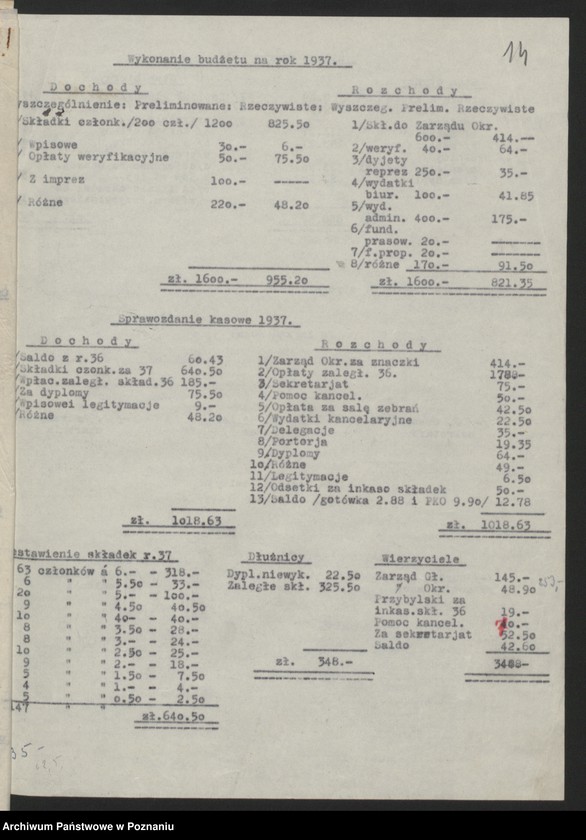 14
Wykonanie budżetu na rok 1937.
Dochody Rozchody
yszczególnienie: Preliminowane: Rzeczywiste: Wyszczeg. Prelim. Rzeczywiste
/Składki członk./200 czł./ 1200 825.50 1/Skł.do Zarządu Okr.
600.- 414.--
/ Wpisowe 30.- 6.- 2/weryf. 40.- 64.-
/ Opłaty weryfikacyjne 50.- 75.50 3/dyjety
reprez 250.- 35.-
/ Z imprez 100.- ----- 4/wydatki
biur. 100.- 41.85
/ Różne 220.- 48.20 5/wyd.
admin. 400.- 175.-
6/fund.
prasow. 20.- -------
7/f.prop. 20.- -------
8/różne 170.- 91.50
zł. 1600.- 955.20 zł. 1600.- 821.35
Sprawozdanie kasowe 1937.
Dochody Rozchody
/Saldo z r.36 60.43 1/Zarząd Okr.za znaczki 414.-
/Składki czonk.za 37 640.50 2/Opłaty zaległ. 36.
/Wpłac.zaległ. skład.36 185.- 3/Sekretarjat 75.-
/Za dyplomy 75.50 4/Pomoc kancel. 50.-
/Wpisowei legitymacje 9.- 5/Opłata za salę zebrań 42.50
/Różne 48.20 6/Wydatki kancelaryjne 22.50
7/Delegacje 35.-
8/Portorja 19.35
9/Dyplomy 64.-
10/Różne 49.-
11/Legitymacje 6.50
12/Odsetki za inkaso składek 50.-
13/Saldo /gotówka 2.88 i PKO 9.90/ 12.78
zł. 1018.63 zł. 1018.63
estawienie składek r.37 Dłużnicy Wierzyciele
63 członków á 6.- - 318.- Dypl.niewyk. 22.50 Zarząd Gł. 145.-
6 " " 5.50 - 33.- Zaległe skł. 325.50 " Okr. 48.90
20 " " 5.- - 100.- Przybylski za
9 " " 4.50 40.50 inkas.skł. 36 19.-
10 " " 40- 40.- Pomoc kancel.
8 " " 3.50 - 28.- Za sekretarjat 52.50
8 " " 3.- - 24.- Saldo 42.60
10 " " 2.50 - 25.-
9 " " 2.- - 18.- zł. 348.-
5 " " 1.50 - 7.50
4 " " 1.- - 4.-
5 " " 0.50 - 2.50
147 zł.640.50
Archiwum Państwowe w Poznaniu